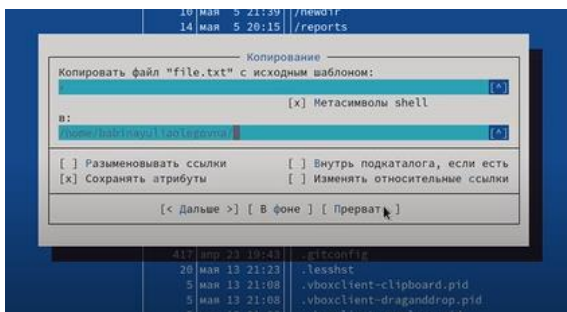 10 мая 5 21:39 /newdir
14 мая 5 20:15 /reports
Копирование
Копировать файл "file.txt" с исходным шаблоном:
* [^]
[x] Метасимволы shell
в:
/home/babinayuliaolegovna/ [^]
[ ] Разыменовывать ссылки [ ] Внутрь подкаталога, если есть
[x] Сохранять атрибуты [ ] Изменять относительные ссылки
[< Дальше >] [ В фоне ] [ Прервать ]
417 апр 23 19:43 .gitconfig
20 мая 13 21:23 .lesshst
5 мая 13 21:08 .vboxclient-clipboard.pid
5 мая 13 21:08 .vboxclient-draganddrop.pid